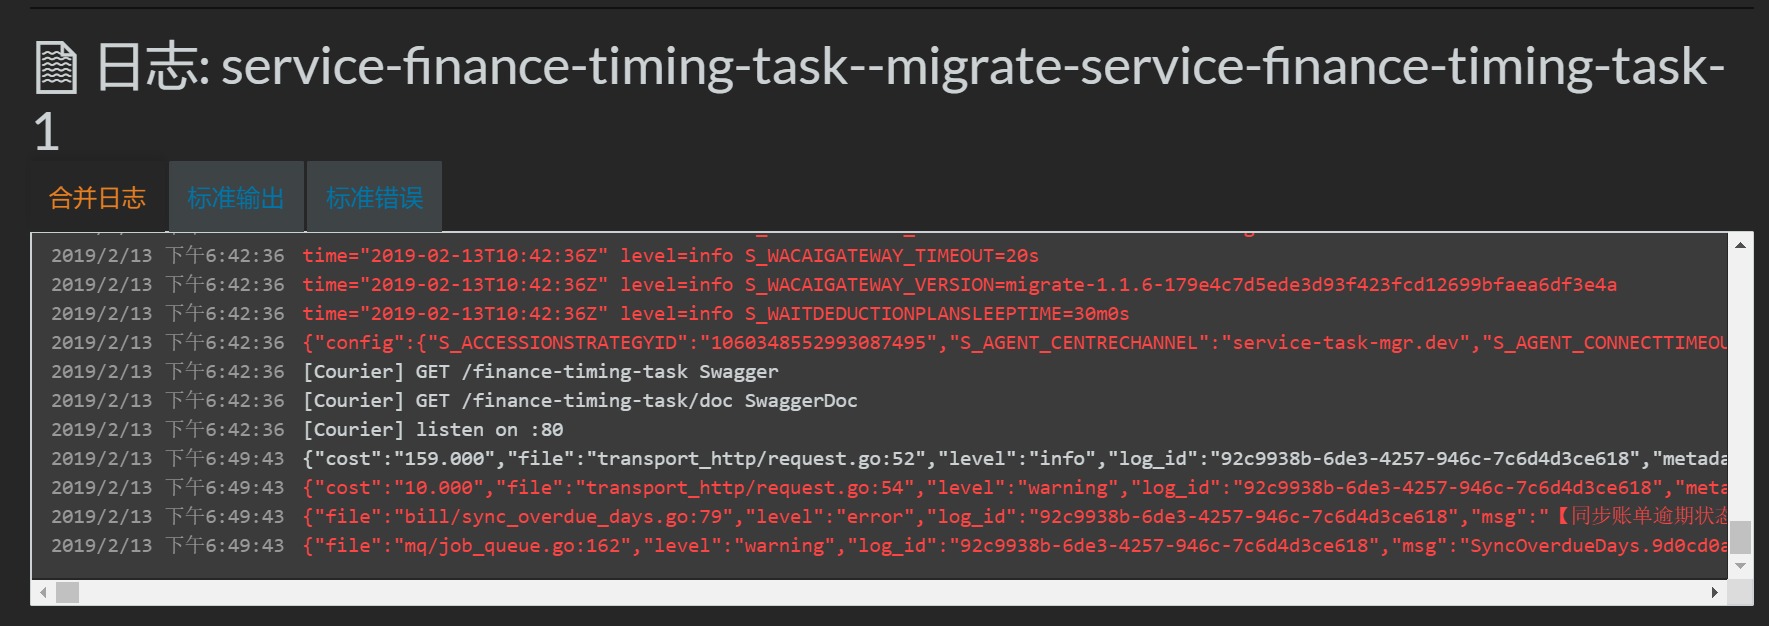 日志: service-finance-timing-task--migrate-service-finance-timing-task-
1
合并日志 标准输出 标准错误
2019/2/13 下午6:42:36 time="2019-02-13T10:42:36Z" level=info S_WACAIGATEWAY_TIMEOUT=20s
2019/2/13 下午6:42:36 time="2019-02-13T10:42:36Z" level=info S_WACAIGATEWAY_VERSION=migrate-1.1.6-179e4c7d5ede3d93f423fcd12699bfaea6df3e4a
2019/2/13 下午6:42:36 time="2019-02-13T10:42:36Z" level=info S_WAITDEDUCTIONPLANSLEEPTIME=30m0s
2019/2/13 下午6:42:36 {"config":{"S_ACCESSIONSTRATEGYID":"1060348552993087495","S_AGENT_CENTRECHANNEL":"service-task-mgr.dev","S_AGENT_CONNECTTIMEOU
2019/2/13 下午6:42:36 [Courier] GET /finance-timing-task Swagger
2019/2/13 下午6:42:36 [Courier] GET /finance-timing-task/doc SwaggerDoc
2019/2/13 下午6:42:36 [Courier] listen on :80
2019/2/13 下午6:49:43 {"cost":"159.000","file":"transport_http/request.go:52","level":"info","log_id":"92c9938b-6de3-4257-946c-7c6d4d3ce618","metada
2019/2/13 下午6:49:43 {"cost":"10.000","file":"transport_http/request.go:54","level":"warning","log_id":"92c9938b-6de3-4257-946c-7c6d4d3ce618","meta
2019/2/13 下午6:49:43 {"file":"bill/sync_overdue_days.go:79","level":"error","log_id":"92c9938b-6de3-4257-946c-7c6d4d3ce618","msg":"【同步账单逾期状态
2019/2/13 下午6:49:43 {"file":"mq/job_queue.go:162","level":"warning","log_id":"92c9938b-6de3-4257-946c-7c6d4d3ce618","msg":"SyncOverdueDays.9d0cd0a